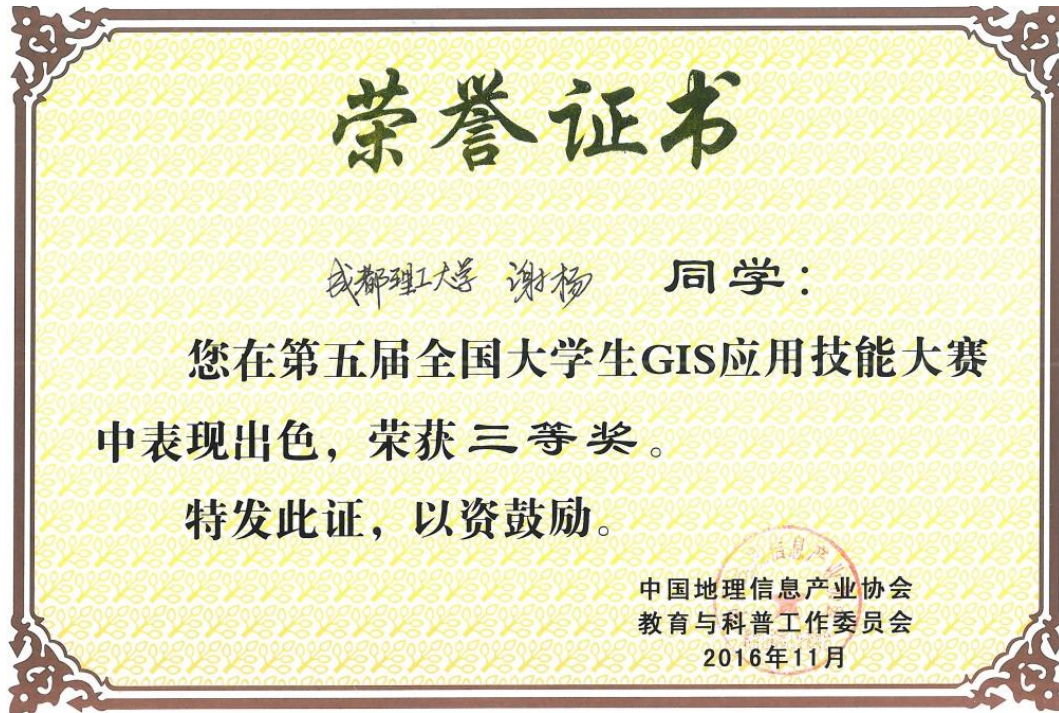 荣誉证书
成都理工大学 谢杨 同学：
您在第五届全国大学生GIS应用技能大赛
中表现出色，荣获三等奖。
特发此证，以资鼓励。
中国地理信息产业协会
教育与科普工作委员会
2016年11月